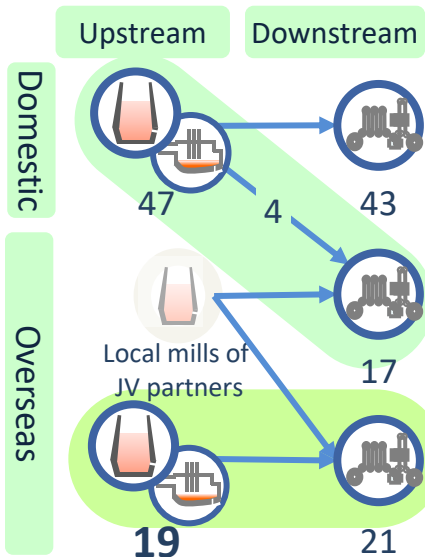 Upstream
Downstream
Domestic
47
4
43
Overseas
Local mills of
JV partners
17
19
21